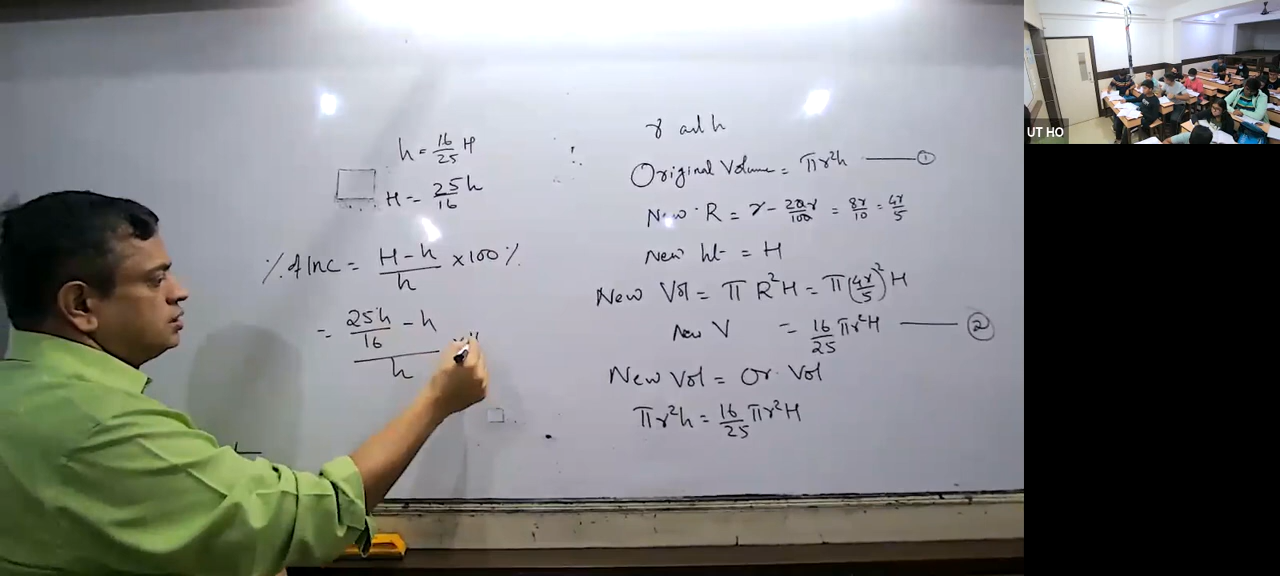 h = 16/25 H
H = 25/16 h
% of Inc = (H - h)/h × 100%
= (25h/16 - h)/h
r and h
Original Volume = πr²h ——— ①
New R = r - 20r/100 = 8r/10 = 4r/5
New ht = H
New Vol = π R²H = π(4r/5)² H
New V = 16/25 πr²H ——— ②
New Vol = Or. Vol
πr²h = 16/25 πr²H
UT HO